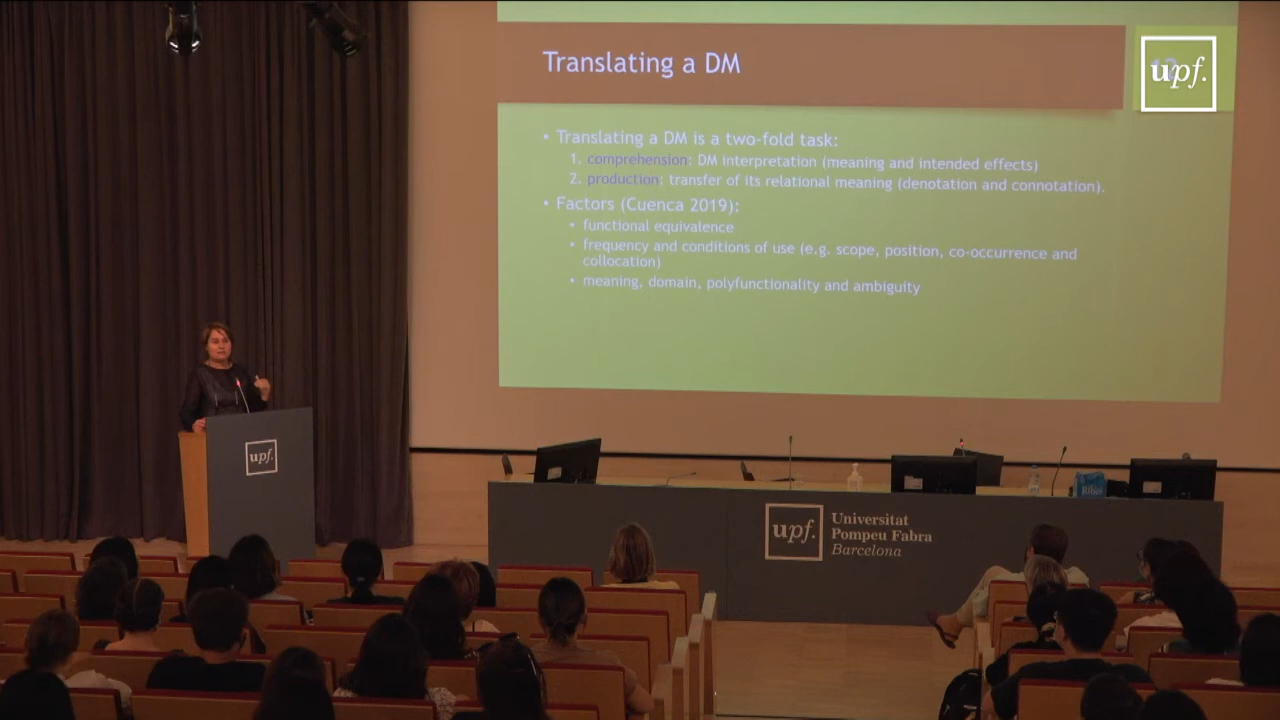 Translating a DM
upf.
• Translating a DM is a two-fold task:
1. comprehension: DM interpretation (meaning and intended effects)
2. production: transfer of its relational meaning (denotation and connotation).
• Factors (Cuenca 2019):
• functional equivalence
• frequency and conditions of use (e.g. scope, position, co-occurrence and
collocation)
• meaning, domain, polyfunctionality and ambiguity
upf.
upf.
Universitat
Pompeu Fabra
Barcelona